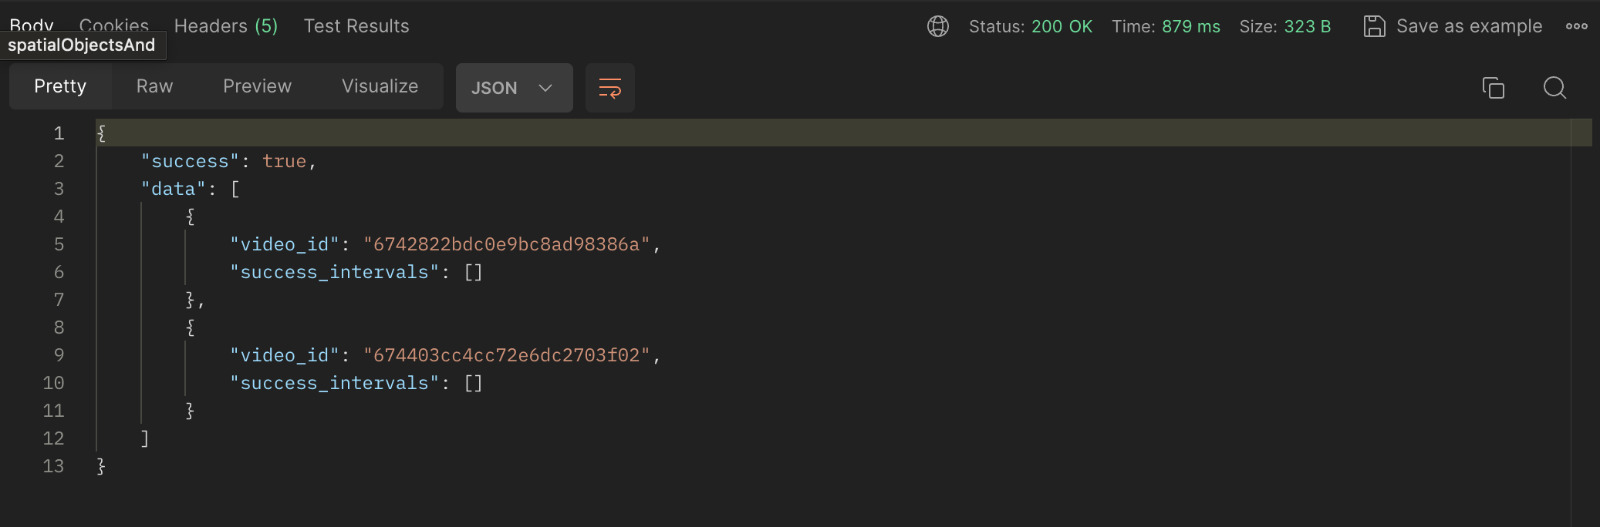 Body Cookies Headers (5) Test Results Status: 200 OK Time: 879 ms Size: 323 B Save as example
spatialObjectsAnd
Pretty Raw Preview Visualize JSON
1 {
2 "success": true,
3 "data": [
4 {
5 "video_id": "6742822bdc0e9bc8ad98386a",
6 "success_intervals": []
7 },
8 {
9 "video_id": "674403cc4cc72e6dc2703f02",
10 "success_intervals": []
11 }
12 ]
13 }